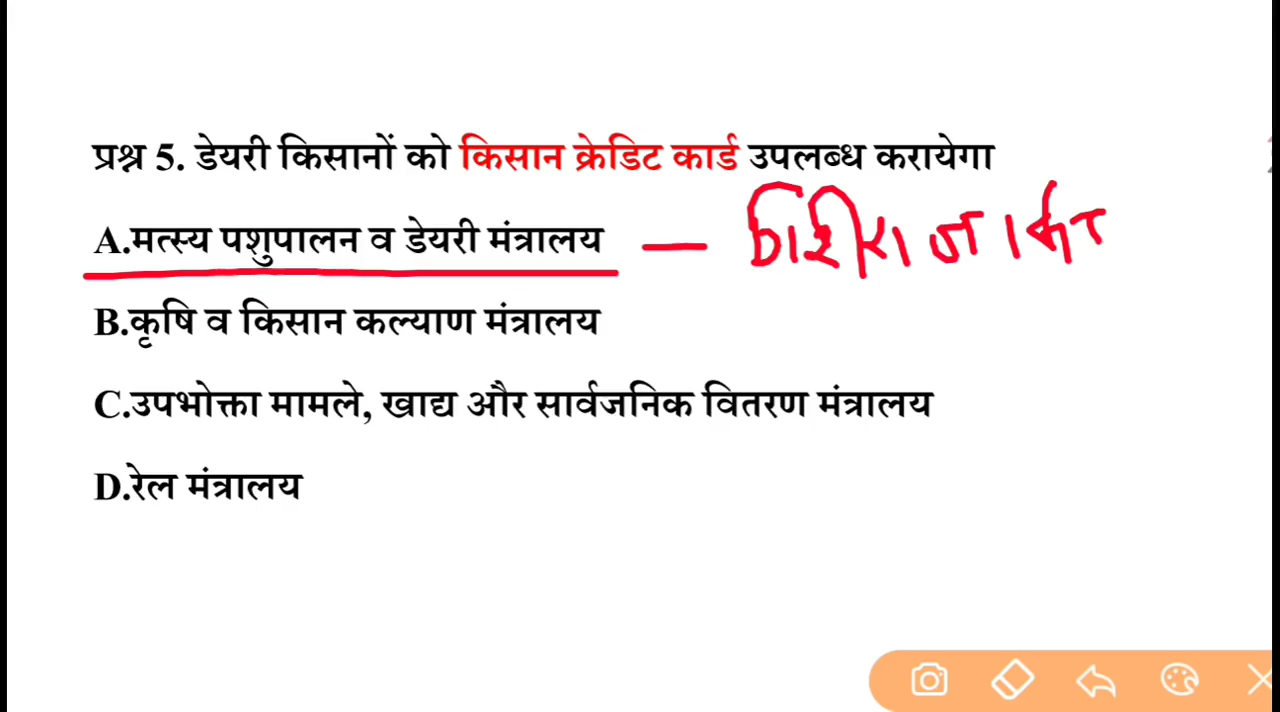 प्रश्न 5. डेयरी किसानों को किसान क्रेडिट कार्ड उपलब्ध करायेगा
A.मत्स्य पशुपालन व डेयरी मंत्रालय —
B.कृषि व किसान कल्याण मंत्रालय
C.उपभोक्ता मामले, खाद्य और सार्वजनिक वितरण मंत्रालय
D.रेल मंत्रालय